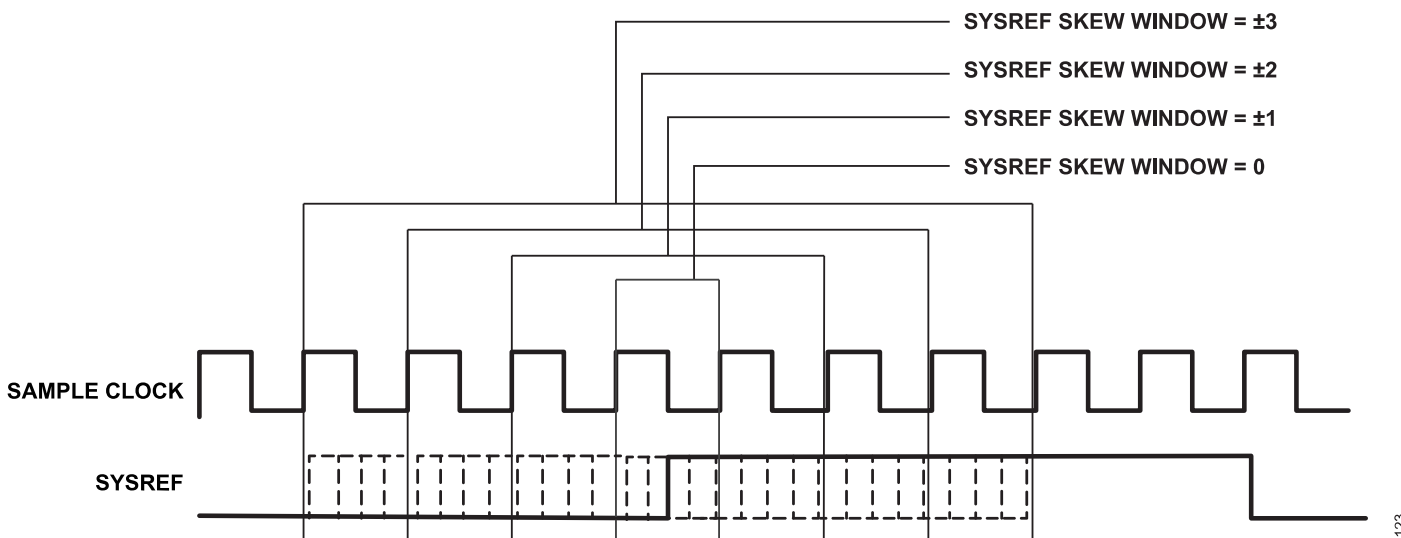 SYSREF SKEW WINDOW = ±3
SYSREF SKEW WINDOW = ±2
SYSREF SKEW WINDOW = ±1
SYSREF SKEW WINDOW = 0
SAMPLE CLOCK
SYSREF
123